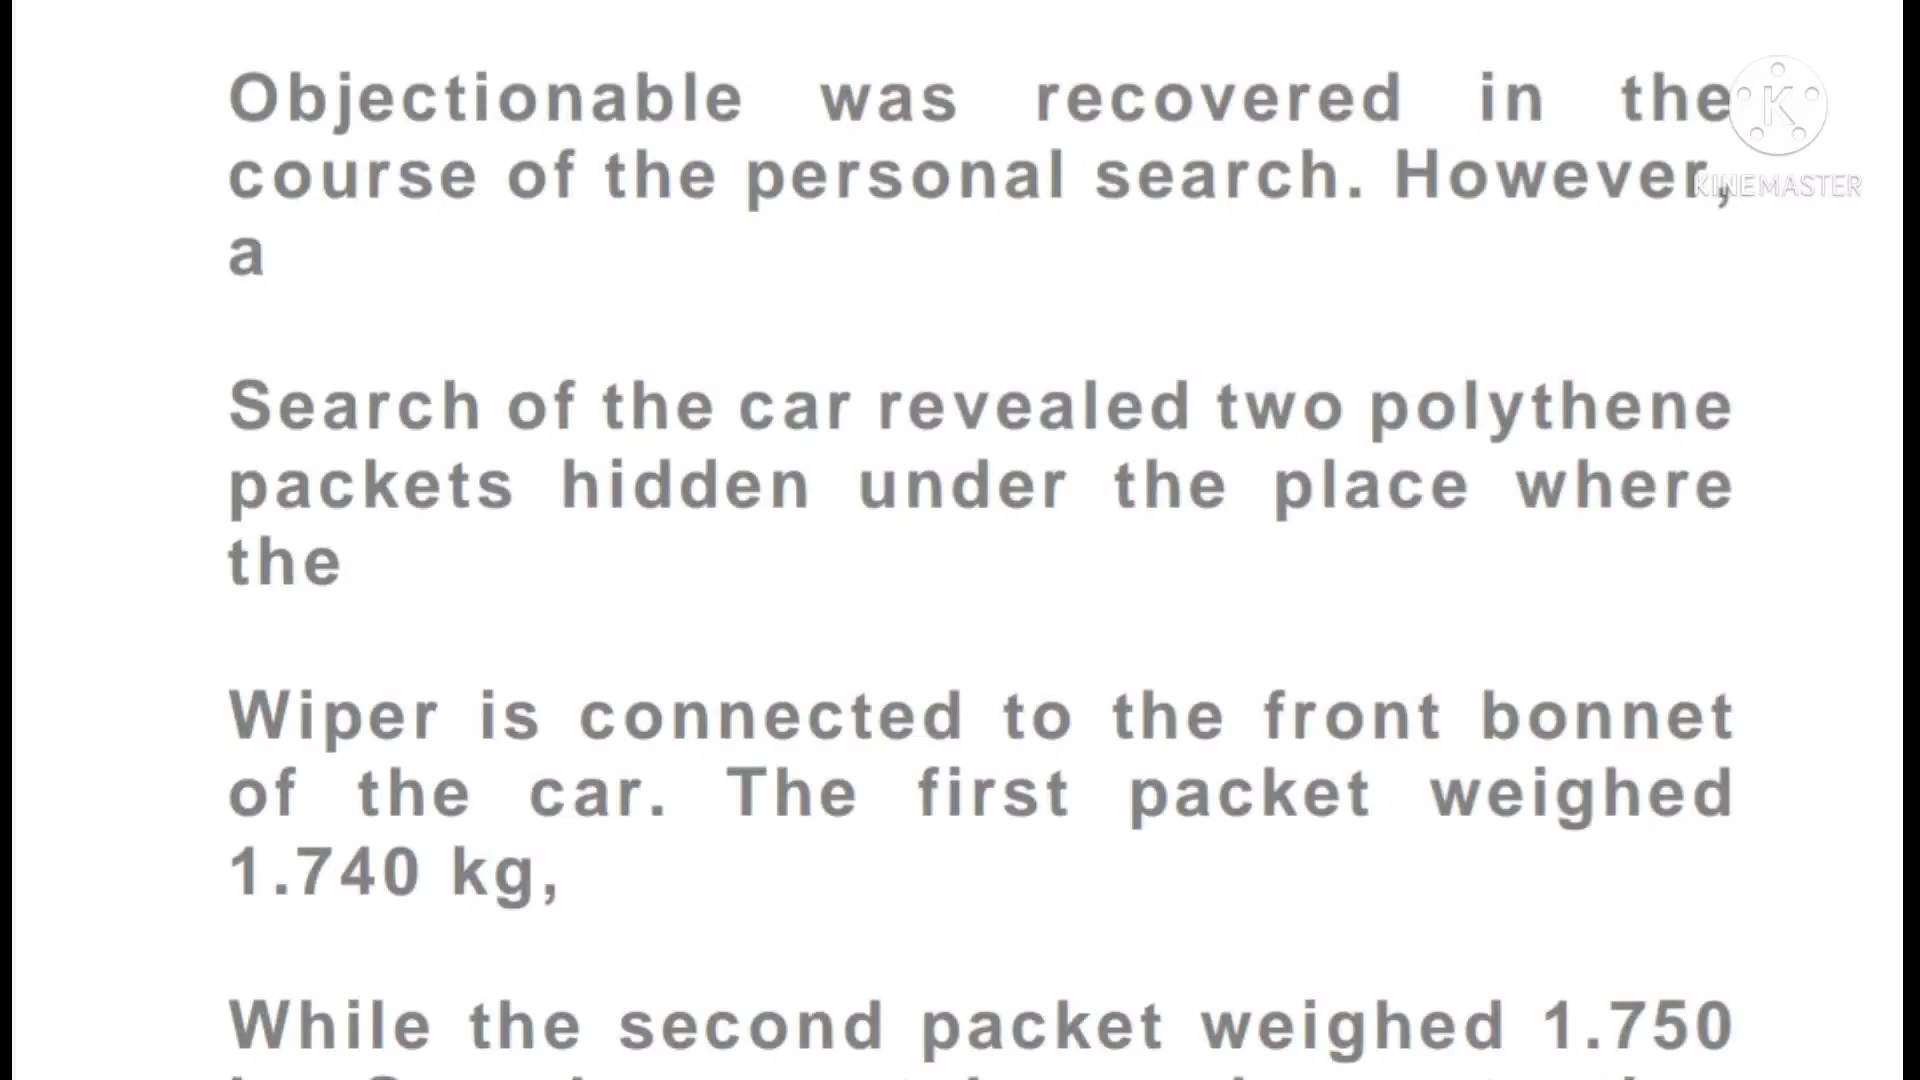 Objectionable was recovered in the
course of the personal search. However,
a
Search of the car revealed two polythene
packets hidden under the place where
the
Wiper is connected to the front bonnet
of the car. The first packet weighed
1.740 kg,
While the second packet weighed 1.750
K
KINEMASTER